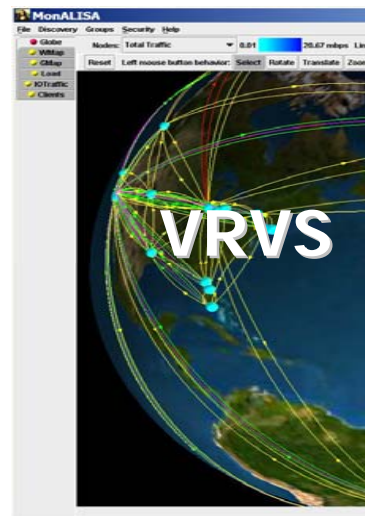 MonALISA
File Discovery Groups Security Help
Globe
WMap
GMap
Load
IOTraffic
Clients
Nodes: Total Traffic 0.01 20.67 mbps
Reset Left mouse button behavior: Select Rotate Translate
VRVS